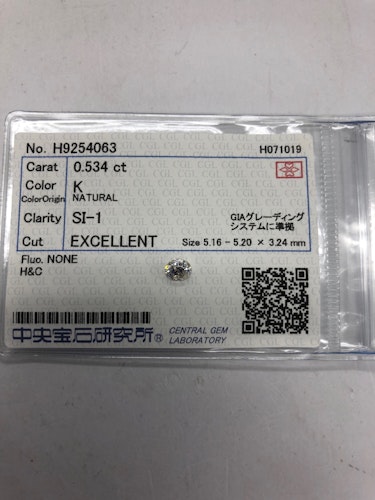 No. H9254063 H071019
Carat 0.534 ct
Color K
ColorOrigin NATURAL
Clarity SI-1 GIAグレーディング
システムに準拠
Cut EXCELLENT Size 5.16 - 5.20 × 3.24 mm
Fluo. NONE
H&C
中央宝石研究所® CENTRAL GEM
LABORATORY